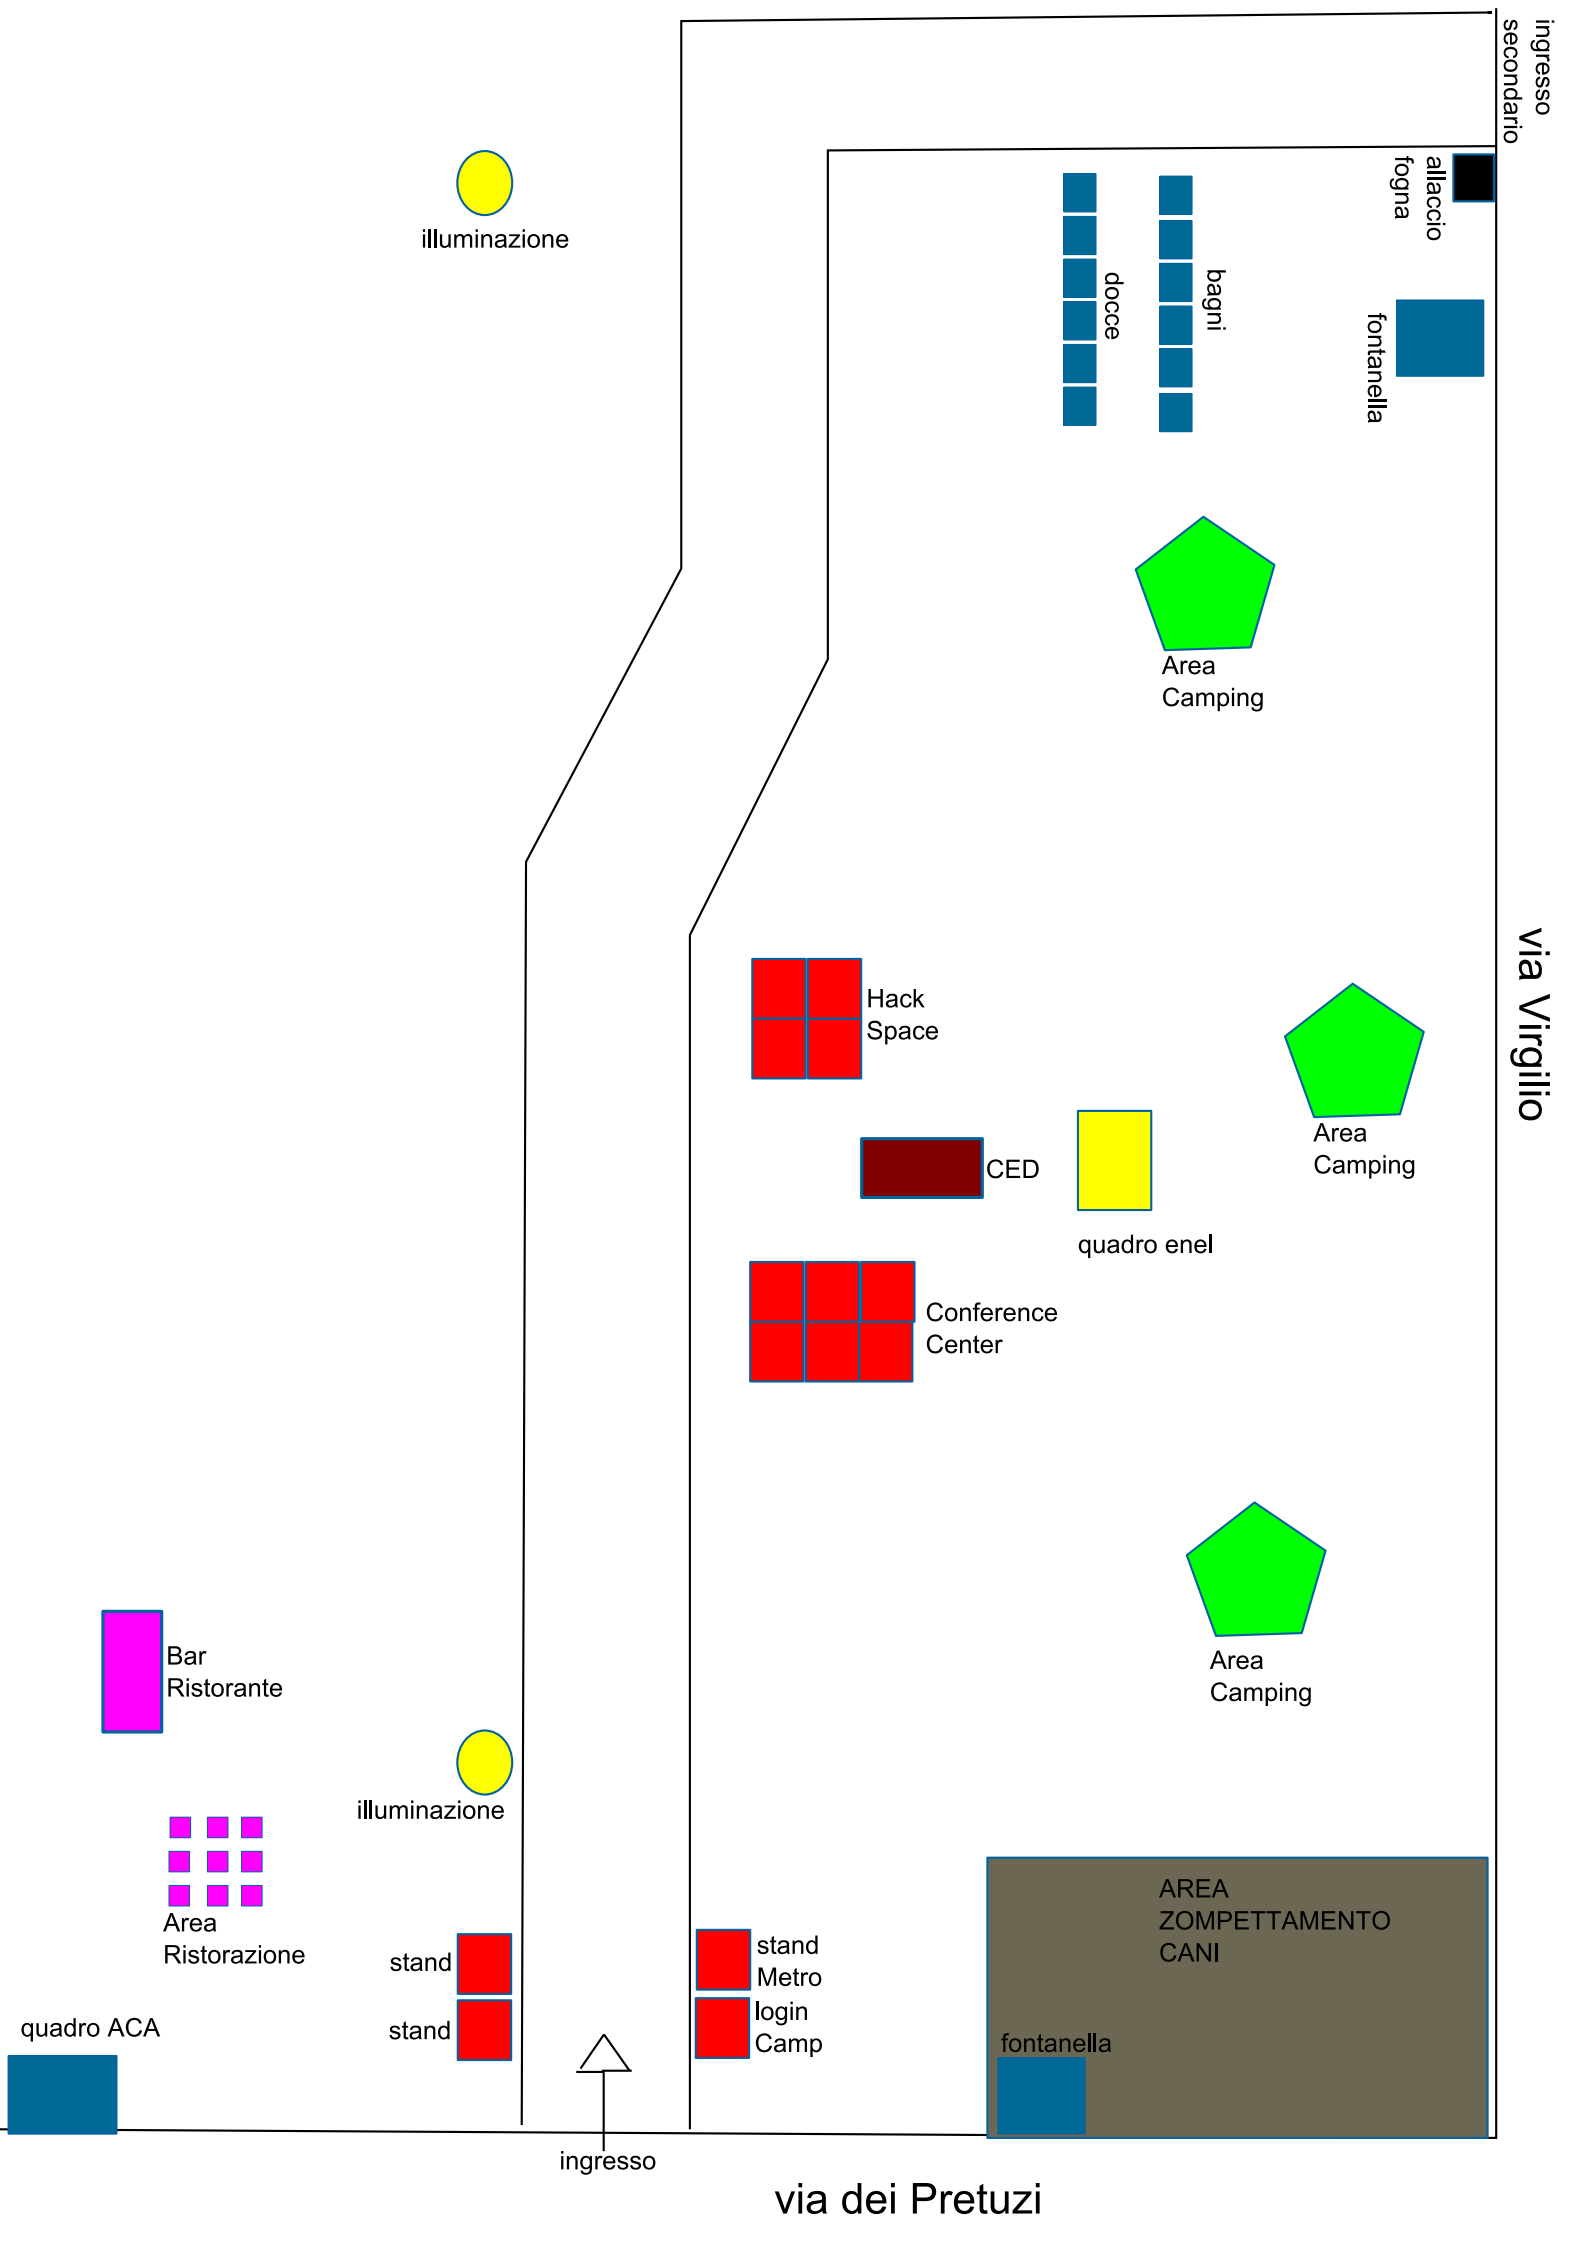 ingresso
secondario
allaccio
fogna
illuminazione
docce
bagni
fontanella
Area
Camping
via Virgilio
Hack
Space
Area
Camping
CED
quadro enel
Conference
Center
Area
Camping
Bar
Ristorante
illuminazione
Area
Ristorazione
AREA
ZOMPETTAMENTO
CANI
stand
stand
Metro
quadro ACA
stand
login
Camp
fontanella
ingresso
via dei Pretuzi